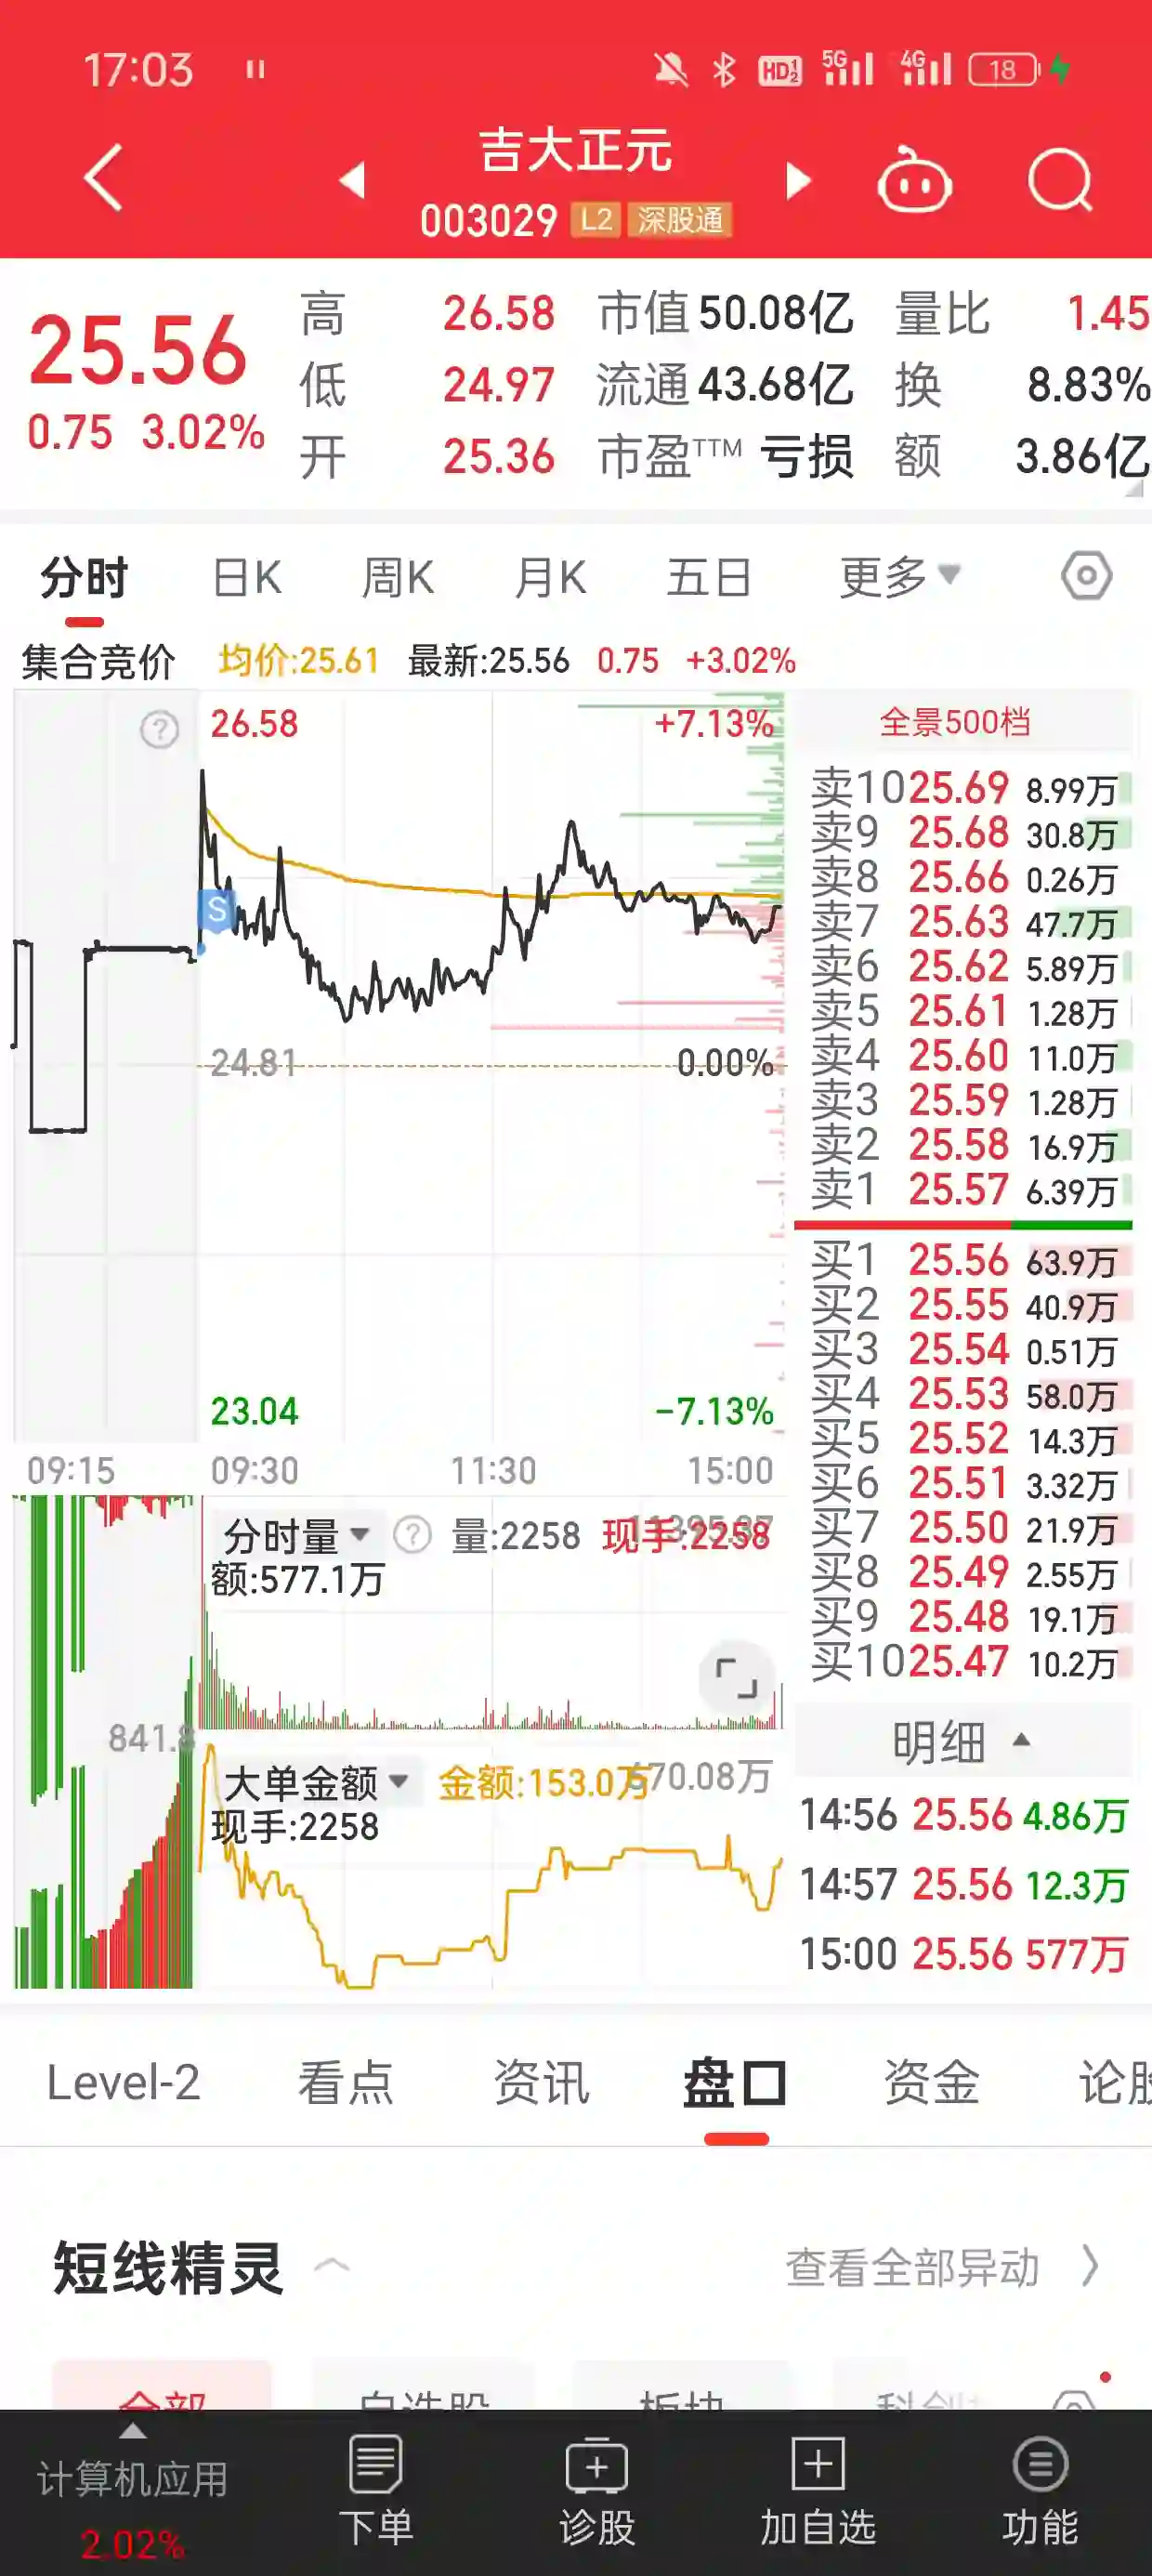 17:03 HD 1 2 5G 4G 18
吉大正元
003029 L2 深股通
25.56
0.75 3.02%
高 26.58 市值 50.08亿 量比 1.45
低 24.97 流通 43.68亿 换 8.83%
开 25.36 市盈TTM 亏损 额 3.86亿
分时 日K 周K 月K 五日 更多
集合竞价 均价:25.61 最新:25.56 0.75 +3.02%
? 26.58 +7.13%
S
24.81 0.00%
23.04 -7.13%
09:15 09:30 11:30 15:00
全景500档
卖10 25.69 8.99万
卖9 25.68 30.8万
卖8 25.66 0.26万
卖7 25.63 47.7万
卖6 25.62 5.89万
卖5 25.61 1.28万
卖4 25.60 11.0万
卖3 25.59 1.28万
卖2 25.58 16.9万
卖1 25.57 6.39万
买1 25.56 63.9万
买2 25.55 40.9万
买3 25.54 0.51万
买4 25.53 58.0万
买5 25.52 14.3万
买6 25.51 3.32万
买7 25.50 21.9万
买8 25.49 2.55万
买9 25.48 19.1万
买10 25.47 10.2万
分时量 ? 量:2258 现手:2258
额:577.1万
841.8
大单金额 金额:153.0万 670.08万
现手:2258
明细
14:56 25.56 4.86万
14:57 25.56 12.3万
15:00 25.56 577万
Level-2 看点 资讯 盘口 资金 论股
短线精灵 查看全部异动
全部 自选股 板块 科创
计算机应用
2.02%
下单 诊股 加自选 功能